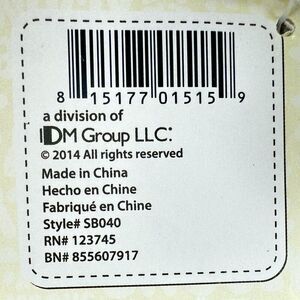 8 15177 01515 9
a division of
IDM Group LLC:
© 2014 All rights reserved
Made in China
Hecho en Chine
Fabriqué en Chine
Style# SB040
RN# 123745
BN# 855607917